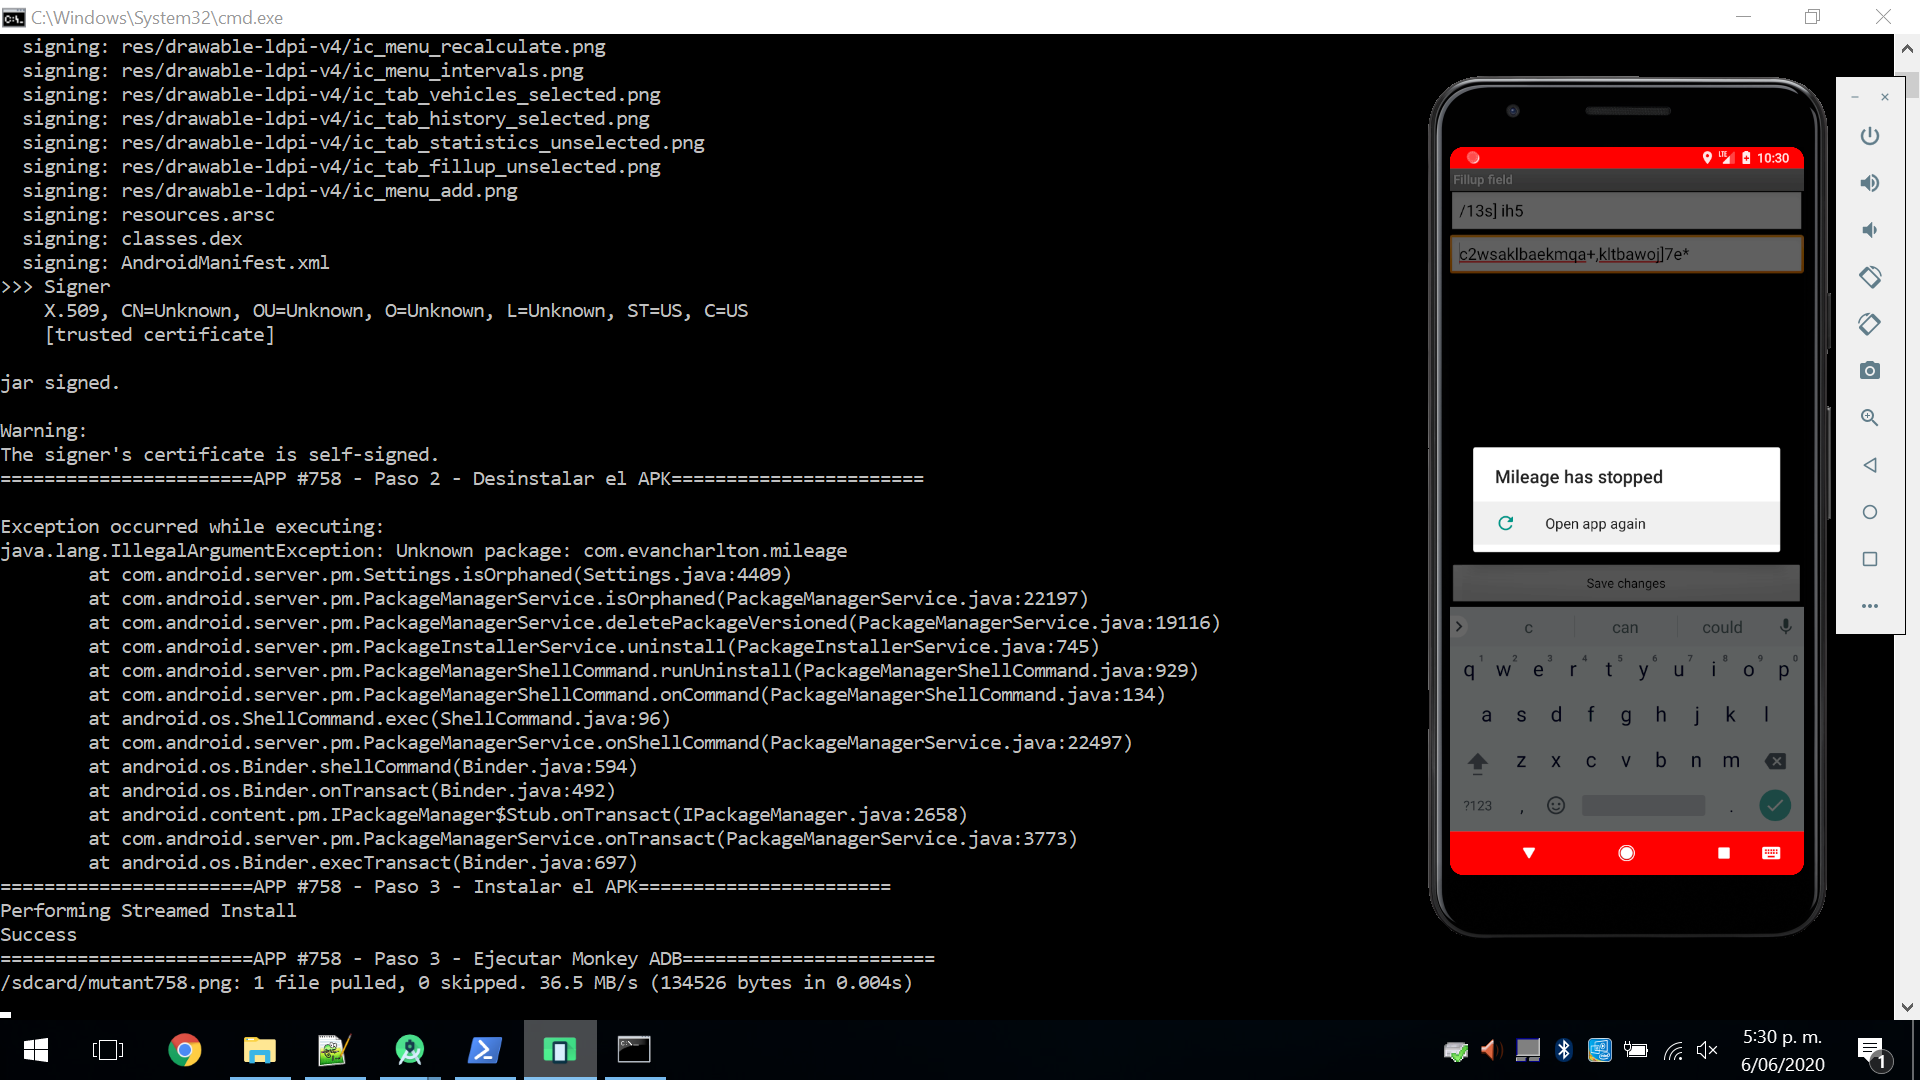 C:\Windows\System32\cmd.exe
signing: res/drawable-ldpi-v4/ic_menu_recalculate.png
signing: res/drawable-ldpi-v4/ic_menu_intervals.png
signing: res/drawable-ldpi-v4/ic_tab_vehicles_selected.png
signing: res/drawable-ldpi-v4/ic_tab_history_selected.png
signing: res/drawable-ldpi-v4/ic_tab_statistics_unselected.png
signing: res/drawable-ldpi-v4/ic_tab_fillup_unselected.png
signing: res/drawable-ldpi-v4/ic_menu_add.png
signing: resources.arsc
signing: classes.dex
signing: AndroidManifest.xml
>>> Signer
X.509, CN=Unknown, OU=Unknown, O=Unknown, L=Unknown, ST=US, C=US
[trusted certificate]
jar signed.
Warning:
The signer's certificate is self-signed.
=======================APP #758 - Paso 2 - Desinstalar el APK=======================
Exception occurred while executing:
java.lang.IllegalArgumentException: Unknown package: com.evancharlton.mileage
at com.android.server.pm.Settings.isOrphaned(Settings.java:4409)
at com.android.server.pm.PackageManagerService.isOrphaned(PackageManagerService.java:22197)
at com.android.server.pm.PackageManagerService.deletePackageVersioned(PackageManagerService.java:19116)
at com.android.server.pm.PackageInstallerService.uninstall(PackageInstallerService.java:745)
at com.android.server.pm.PackageManagerShellCommand.runUninstall(PackageManagerShellCommand.java:929)
at com.android.server.pm.PackageManagerShellCommand.onCommand(PackageManagerShellCommand.java:134)
at android.os.ShellCommand.exec(ShellCommand.java:96)
at com.android.server.pm.PackageManagerService.onShellCommand(PackageManagerService.java:22497)
at android.os.Binder.shellCommand(Binder.java:594)
at android.os.Binder.onTransact(Binder.java:492)
at android.content.pm.IPackageManager$Stub.onTransact(IPackageManager.java:2658)
at com.android.server.pm.PackageManagerService.onTransact(PackageManagerService.java:3773)
at android.os.Binder.execTransact(Binder.java:697)
=======================APP #758 - Paso 3 - Instalar el APK=======================
Performing Streamed Install
Success
=======================APP #758 - Paso 3 - Ejecutar Monkey ADB=======================
/sdcard/mutant758.png: 1 file pulled, 0 skipped. 36.5 MB/s (134526 bytes in 0.004s)
LTE 10:30
Fillup field
/13s] ih5
c2wsaklbaekmqa+,kltbawoj]7e*
Mileage has stopped
Open app again
Save changes
c can could
1 2 3 4 5 6 7 8 9 0
q w e r t y u i o p
a s d f g h j k l
z x c v b n m
?123 , .
5:30 p. m.
6/06/2020
1